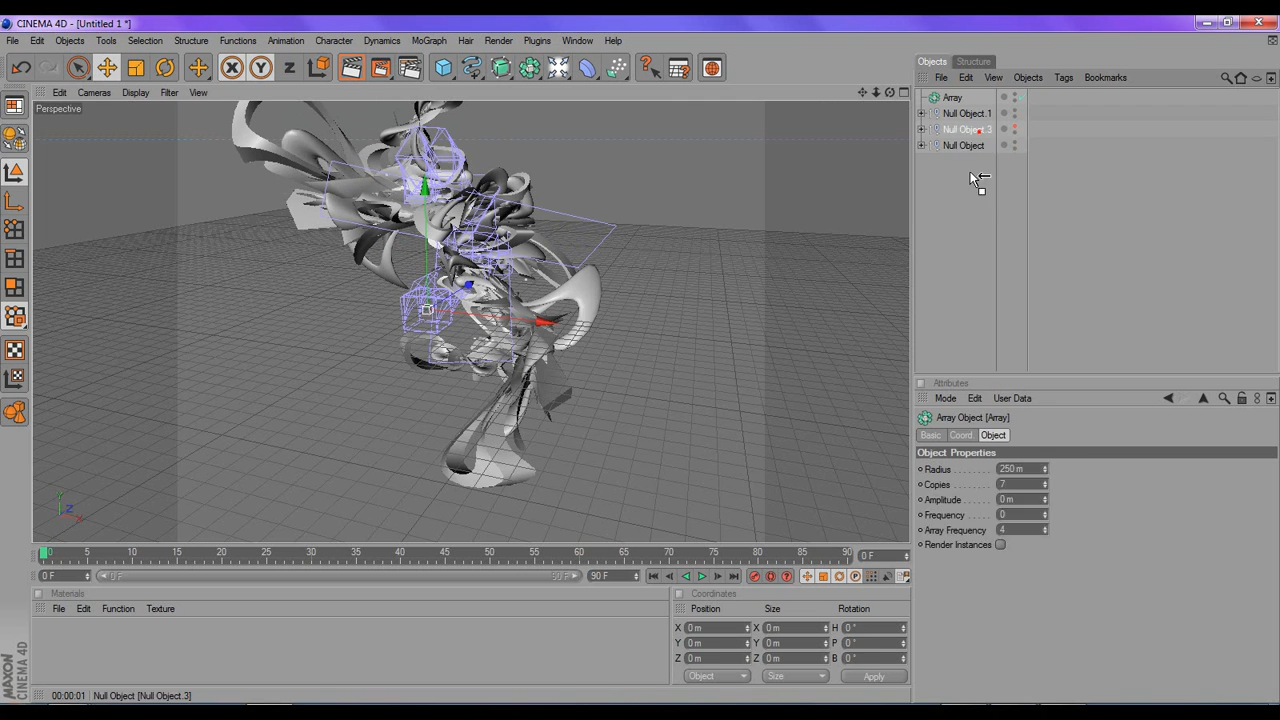 CINEMA 4D - [Untitled 1 *]
File Edit Objects Tools Selection Structure Functions Animation Character Dynamics MoGraph Hair Render Plugins Window Help
X Y Z
Objects Structure
File Edit View Objects Tags Bookmarks
Edit Cameras Display Filter View
Perspective
Array
Null Object.1
Null Object.3
Null Object
Attributes
Mode Edit User Data
Array Object [Array]
Basic Coord. Object
Object Properties
Radius 250 m
Copies 7
Amplitude 0 m
Frequency 0
Array Frequency 4
Render Instances
Y
Z
X
0 5 10 15 20 25 30 35 40 45 50 55 60 65 70 75 80 85 90 0 F
0 F 0 F 90 F 90 F
Materials
File Edit Function Texture
Coordinates
Position Size Rotation
X 0 m X 0 m H 0 °
Y 0 m Y 0 m P 0 °
Z 0 m Z 0 m B 0 °
Object Size Apply
MAXON CINEMA 4D
00:00:01 Null Object [Null Object.3]